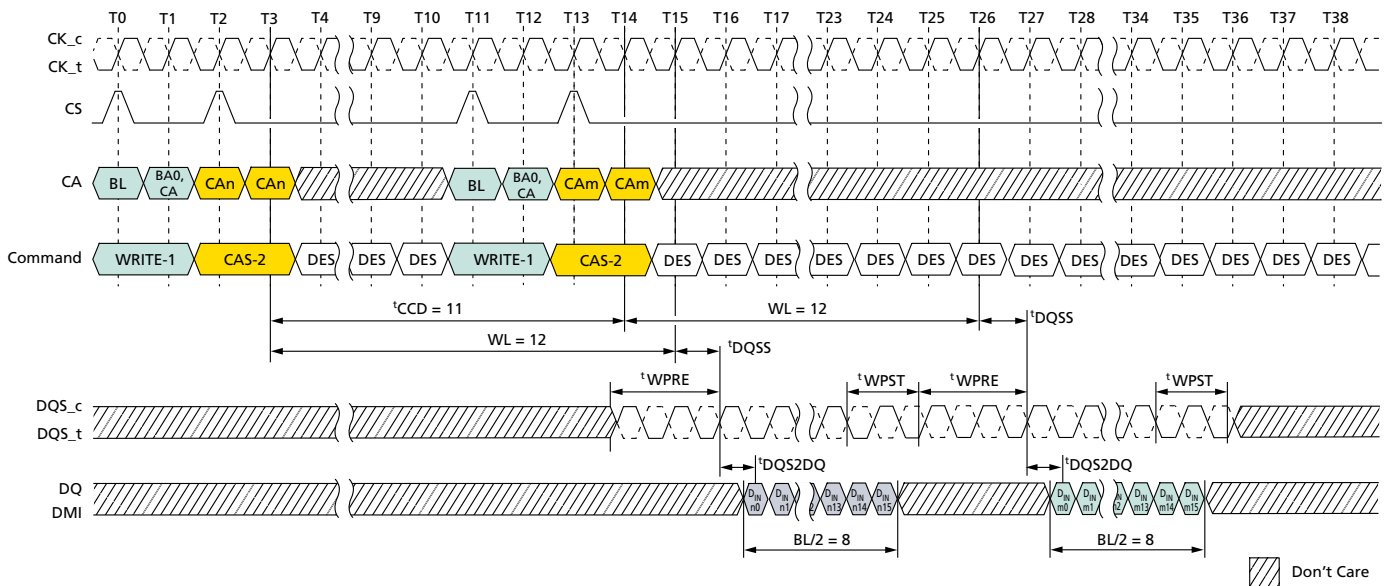 T0 T1 T2 T3 T4 T9 T10 T11 T12 T13 T14 T15 T16 T17 T23 T24 T25 T26 T27 T28 T34 T35 T36 T37 T38
CK_c
CK_t
CS
CA BL BA0, CA CAn CAn BL BA0, CA CAm CAm
Command WRITE-1 CAS-2 DES DES DES WRITE-1 CAS-2 DES DES DES DES DES DES DES DES DES DES DES DES DES DES
tCCD = 11 WL = 12 tDQSS
WL = 12 tDQSS
tWPRE tWPST tWPRE tWPST
DQS_c
DQS_t
tDQS2DQ tDQS2DQ
DQ DIN n0 DIN n1 DIN n13 DIN n14 DIN n15 DIN m0 DIN m1 DIN m13 DIN m14 DIN m15
DMI
BL/2 = 8 BL/2 = 8
Don't Care